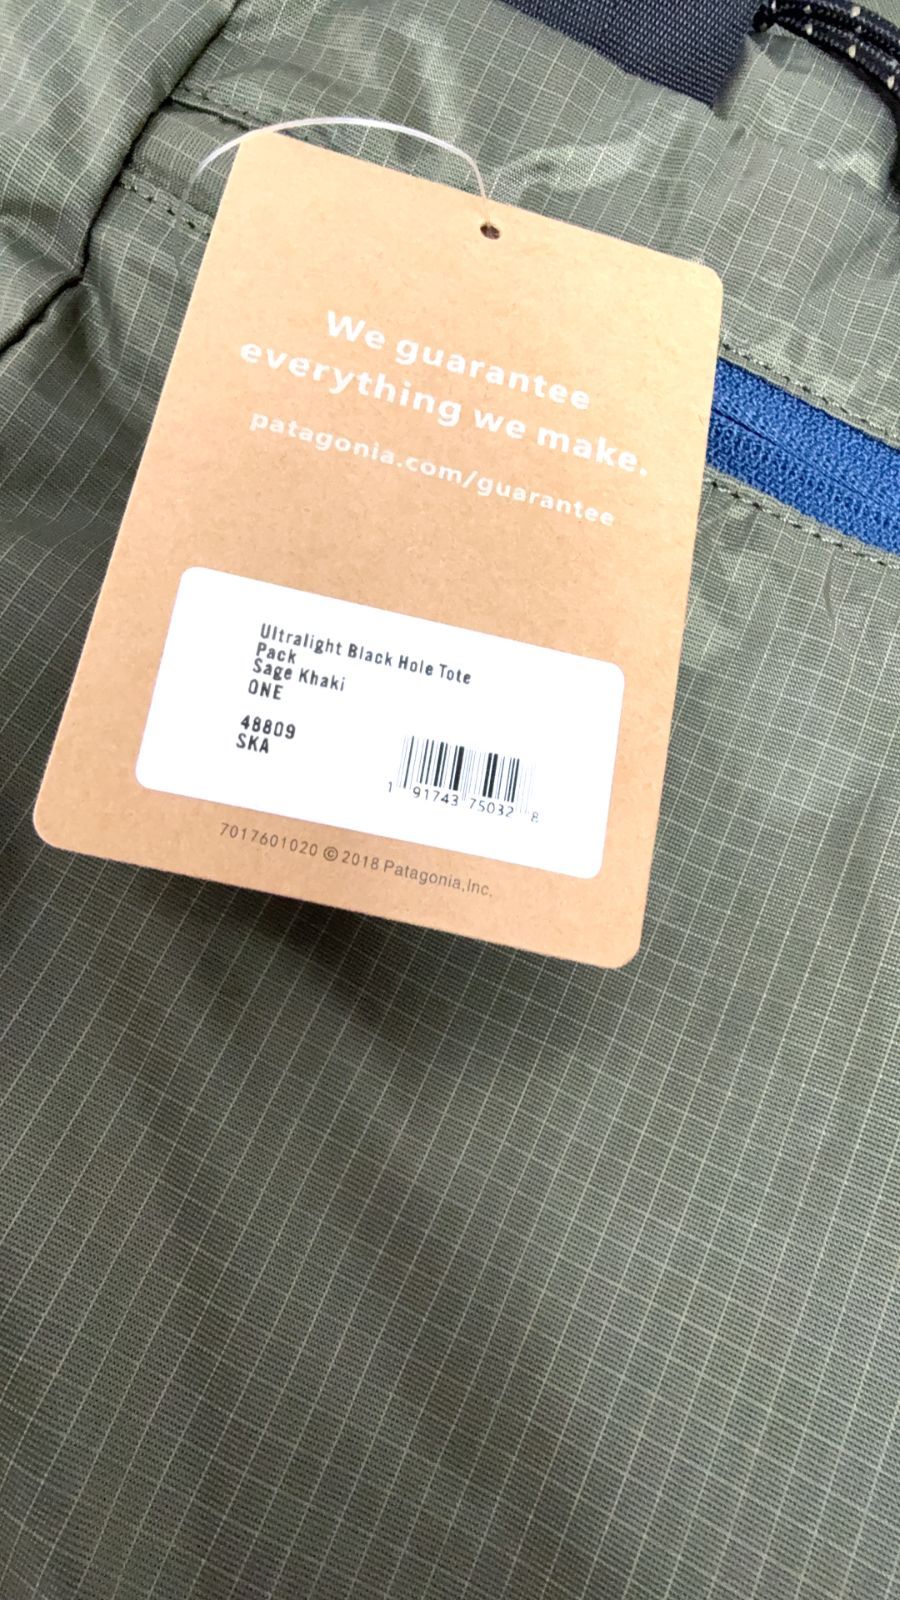 We guarantee
everything we make.
patagonia.com/guarantee
Ultralight Black Hole Tote
Pack
Sage Khaki
ONE
48809
SKA
1 91743 75032 8
7017601020 © 2018 Patagonia,Inc.